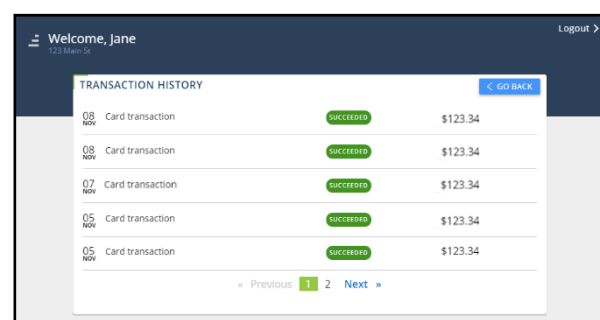 Logout >
Welcome, Jane
123 Main St
TRANSACTION HISTORY < GO BACK
08 NOV Card transaction SUCCEEDED $123.34
08 NOV Card transaction SUCCEEDED $123.34
07 NOV Card transaction SUCCEEDED $123.34
05 NOV Card transaction SUCCEEDED $123.34
05 NOV Card transaction SUCCEEDED $123.34
« Previous 1 2 Next »